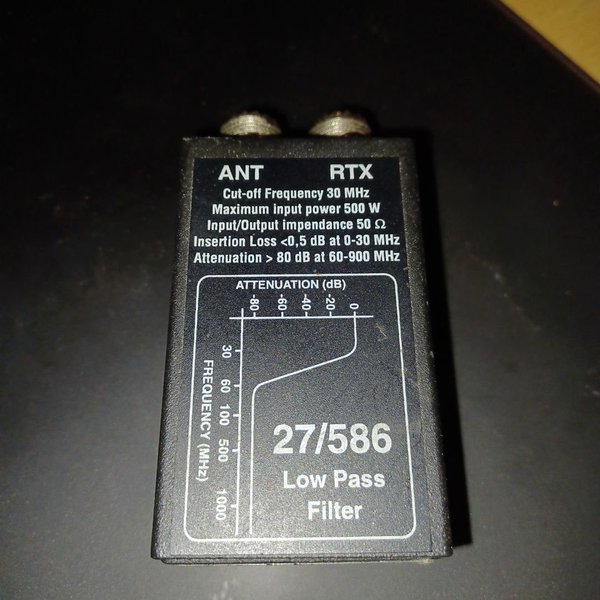 ANT RTX
Cut-off Frequency 30 MHz
Maximum input power 500 W
Input/Output impendance 50 Ω
Insertion Loss <0,5 dB at 0-30 MHz
Attenuation > 80 dB at 60-900 MHz
ATTENUATION (dB)
-80 -60 -40 -20 0
FREQUENCY (MHz)
30
60
100
500
1000
27/586
Low Pass
Filter